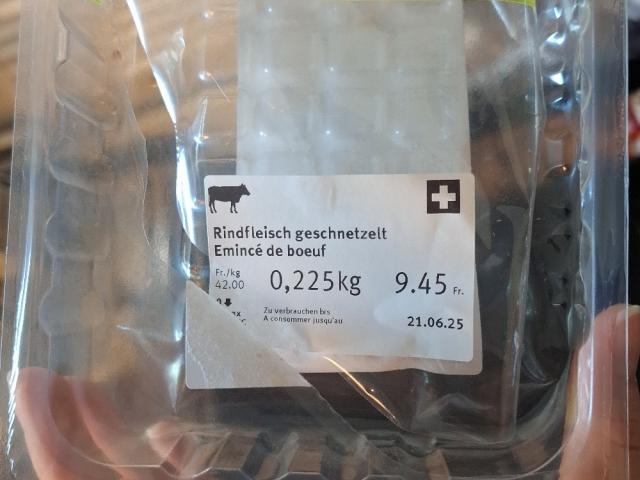 Rindfleisch geschnetzelt
Emincé de boeuf
Fr./kg
42.00
0,225kg
9.45 Fr.
Zu verbrauchen bis
A consommer jusqu'au
21.06.25